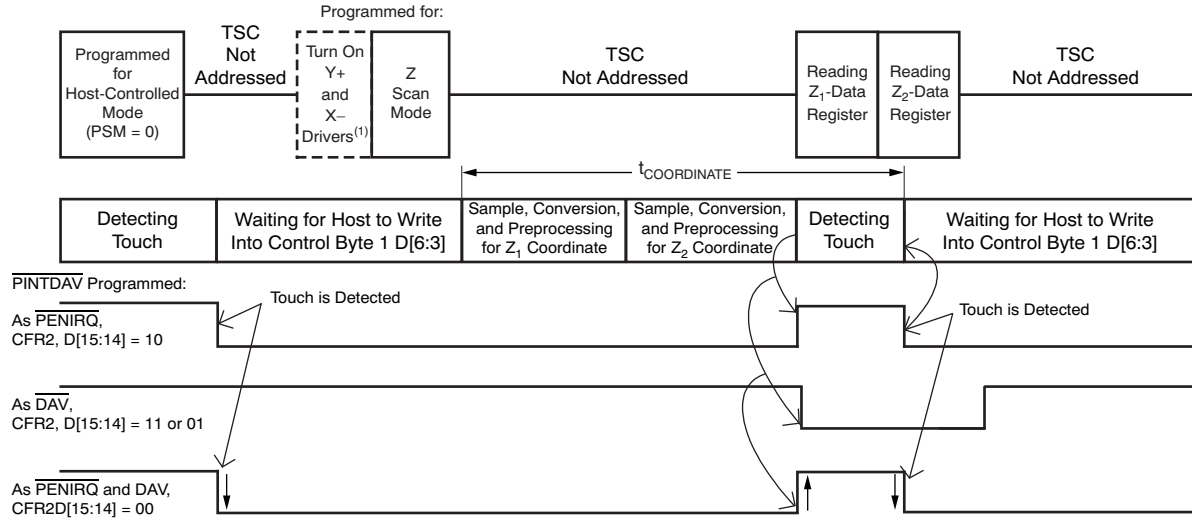 Programmed for:
Programmed
for
Host-Controlled
Mode
(PSM = 0)
TSC
Not
Addressed
Turn On
Y+
and
X–
Drivers(1)
Z
Scan
Mode
TSC
Not Addressed
Reading
Z1-Data
Register
Reading
Z2-Data
Register
TSC
Not Addressed
tCOORDINATE
Detecting
Touch
Waiting for Host to Write
Into Control Byte 1 D[6:3]
Sample, Conversion,
and Preprocessing
for Z1 Coordinate
Sample, Conversion,
and Preprocessing
for Z2 Coordinate
Detecting
Touch
Waiting for Host to Write
Into Control Byte 1 D[6:3]
PINTDAV Programmed:
Touch is Detected
Touch is Detected
As PENIRQ,
CFR2, D[15:14] = 10
As DAV,
CFR2, D[15:14] = 11 or 01
As PENIRQ and DAV,
CFR2D[15:14] = 00